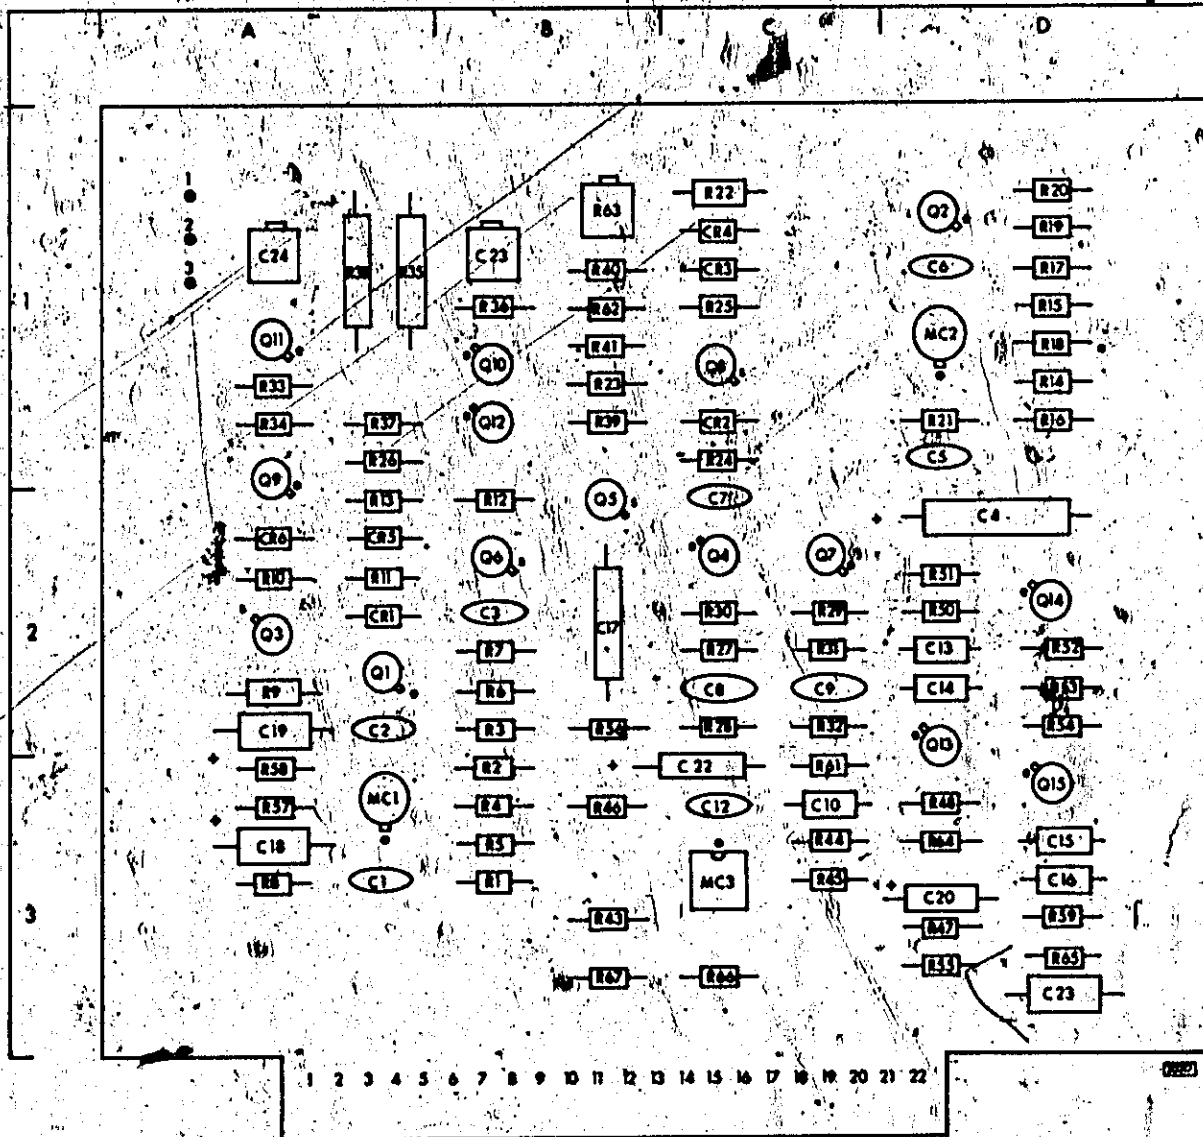 A B C D
1
2
3
1
2
3
R22 R20
R63 Q2
CR4 R19
C24 R38 R35 C23 R40 CR3 C6 R17
R36 R62 R25 R15
Q11 R41 MC2 R18
Q10 Q8
R33 R23 R14
R34 R37 Q12 R39 CR2 R21 R16
R26 R24 C5
Q9
R13 R12 Q5 C7
C4
CR6 CR5 Q6 Q4 Q7
R10 R11 R51
CR1 C3 R30 R29 R50 Q14
Q3 C17
R7 R27 R31 C13 R52
Q1
R9 R6 C8 C9 C14 R53
C19 C2 R3 R56 R28 R32 R54
Q13
R58 R2 C22 R61
Q15
R57 MC1 R4 R46 C12 C10 R48
C18 R5 R44 R64 C15
R8 C1 R1 MC3 R45 C16
C20
R43 R47 R59
R55 R65
R67 R66
C23
1 2 3 4 5 6 7 8 9 10 11 12 13 14 15 16 17 18 19 20 21 22